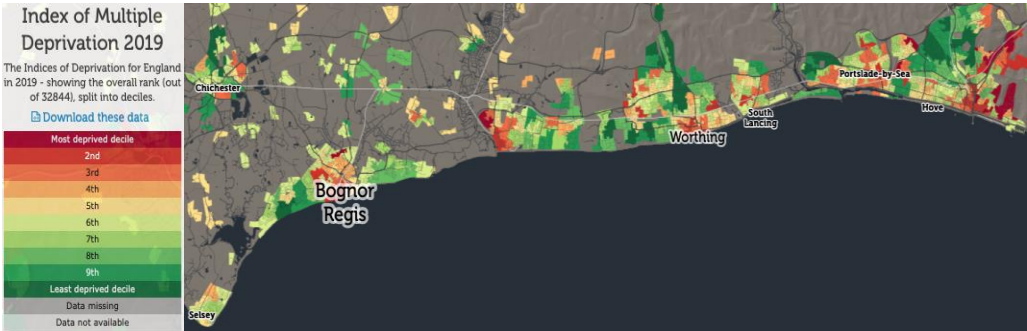 Index of Multiple
Deprivation 2019
The Indices of Deprivation for England
in 2019 - showing the overall rank (out
of 32844), split into deciles.
Download these data
Most deprived decile
2nd
3rd
4th
5th
6th
7th
8th
9th
Least deprived decile
Data missing
Data not available
Chichester
Bognor
Regis
Selsey
Worthing
South
Lancing
Portslade-by-Sea
Hove